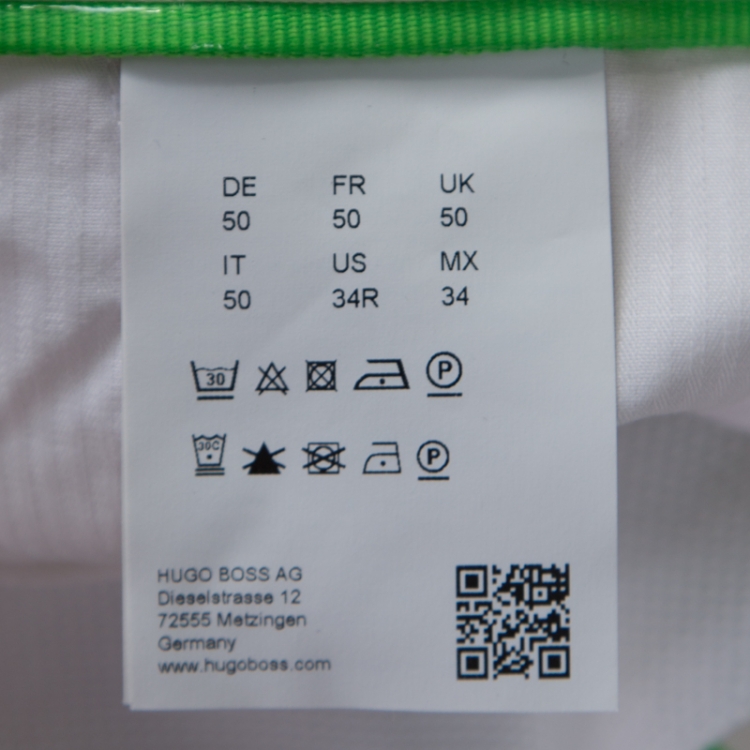 DE FR UK
50 50 50
IT US MX
50 34R 34
30 P
30C P
HUGO BOSS AG
Dieselstrasse 12
72555 Metzingen
Germany
www.hugoboss.com